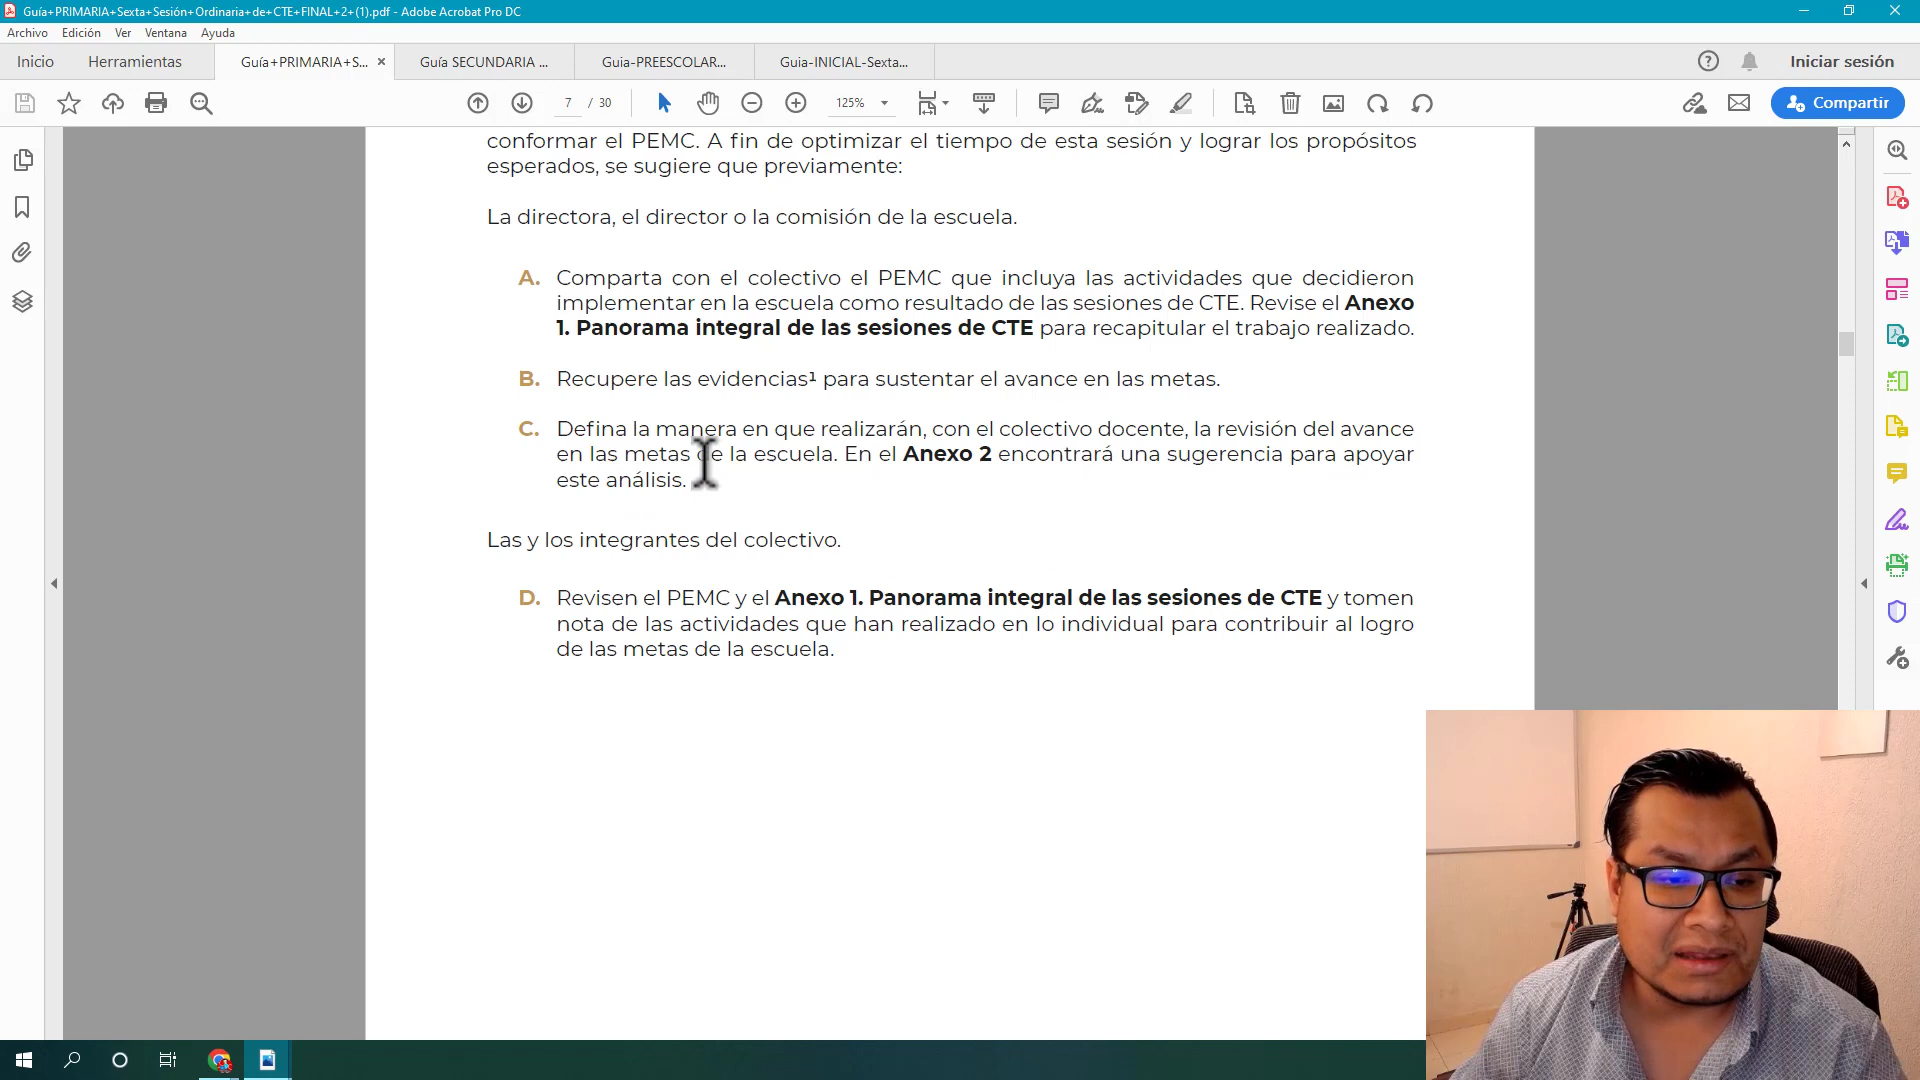 Guía+PRIMARIA+Sexta+Sesión+Ordinaria+de+CTE+FINAL+2+(1).pdf - Adobe Acrobat Pro DC
Archivo Edición Ver Ventana Ayuda
Inicio Herramientas Guía+PRIMARIA+S... Guía SECUNDARIA ... Guia-PREESCOLAR... Guia-INICIAL-Sexta... Iniciar sesión
7 / 30 125% Compartir
conformar el PEMC. A fin de optimizar el tiempo de esta sesión y lograr los propósitos
esperados, se sugiere que previamente:
La directora, el director o la comisión de la escuela.
A. Comparta con el colectivo el PEMC que incluya las actividades que decidieron
implementar en la escuela como resultado de las sesiones de CTE. Revise el Anexo
1. Panorama integral de las sesiones de CTE para recapitular el trabajo realizado.
B. Recupere las evidencias¹ para sustentar el avance en las metas.
C. Defina la manera en que realizarán, con el colectivo docente, la revisión del avance
en las metas de la escuela. En el Anexo 2 encontrará una sugerencia para apoyar
este análisis.
Las y los integrantes del colectivo.
D. Revisen el PEMC y el Anexo 1. Panorama integral de las sesiones de CTE y tomen
nota de las actividades que han realizado en lo individual para contribuir al logro
de las metas de la escuela.